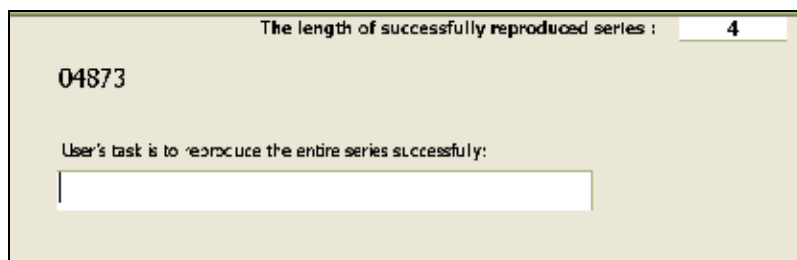 The length of successfully reproduced series : 4
04873
User's task is to reproduce the entire series successfully: